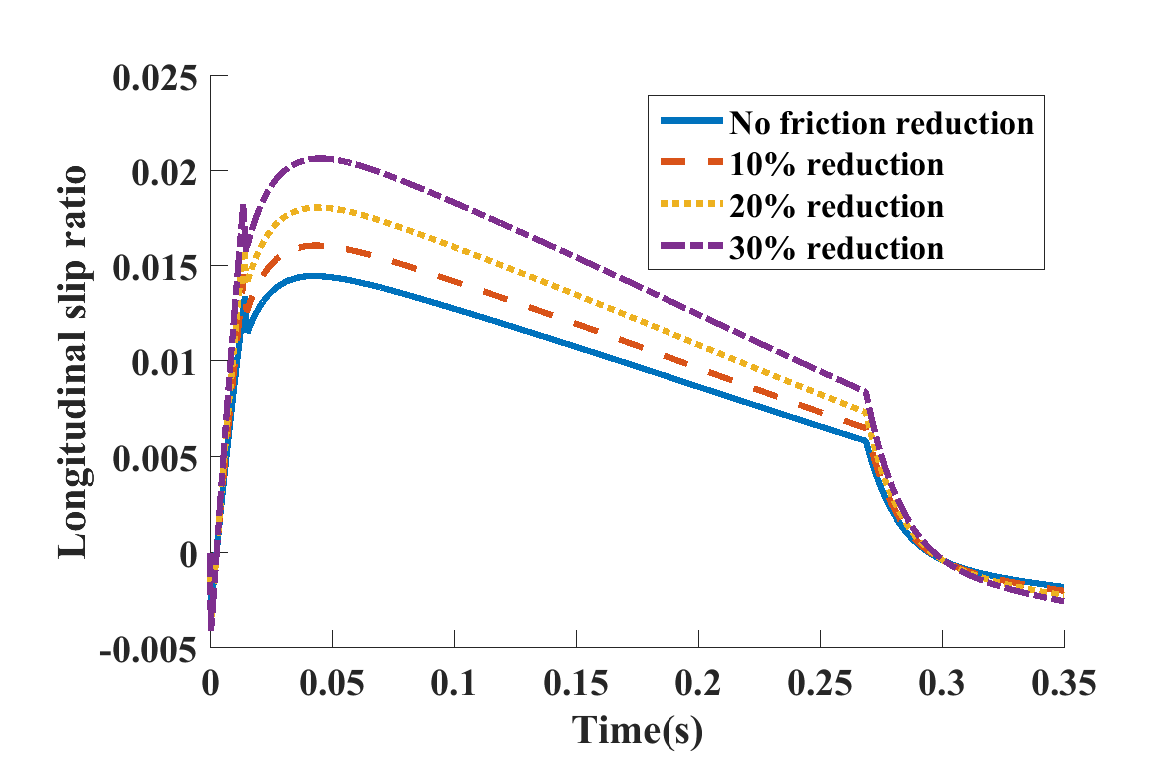 0.025
0.02
0.015
0.01
0.005
0
-0.005
Longitudinal slip ratio
No friction reduction
10% reduction
20% reduction
30% reduction
0 0.05 0.1 0.15 0.2 0.25 0.3 0.35
Time(s)